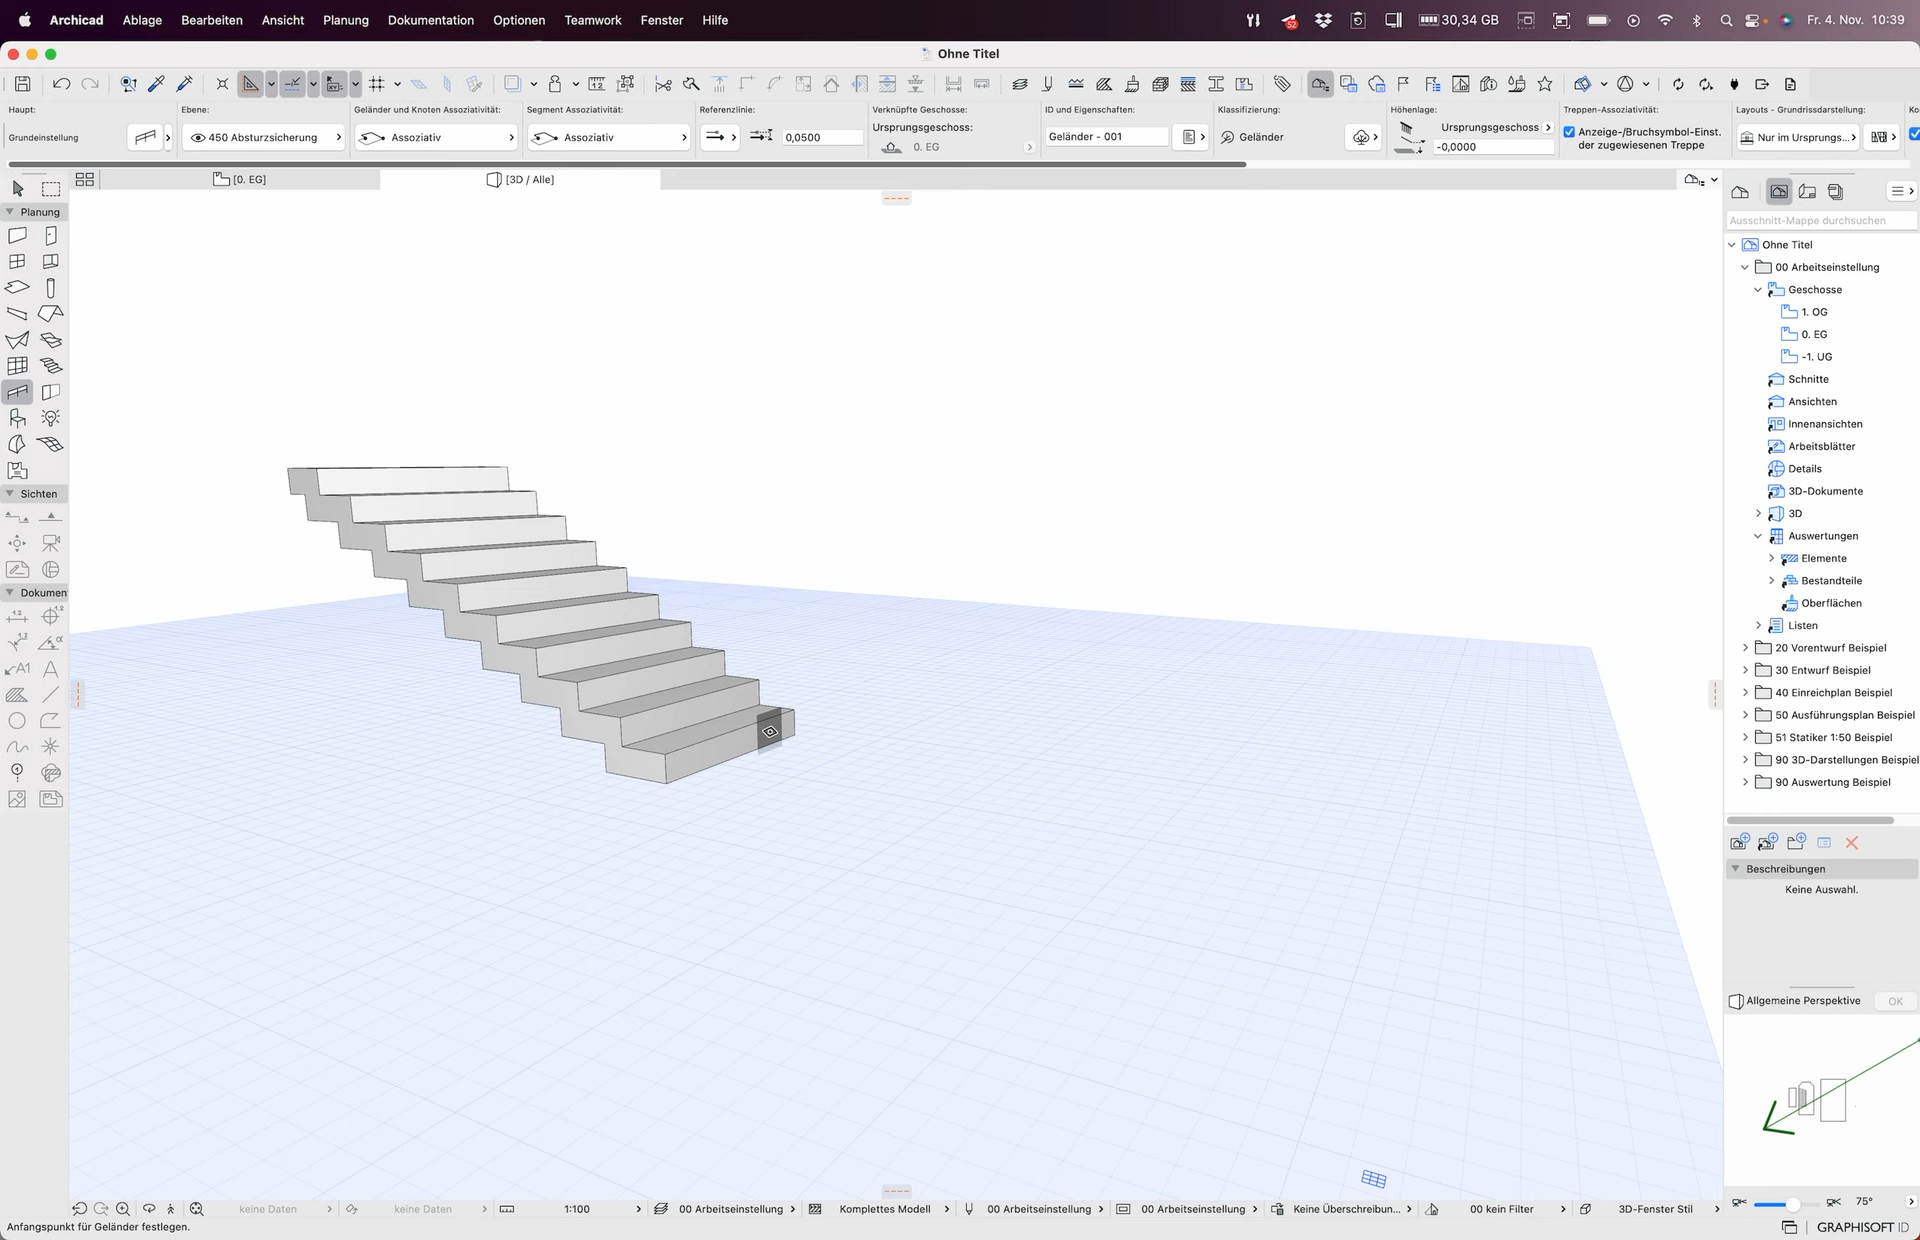 Archicad Ablage Bearbeiten Ansicht Planung Dokumentation Optionen Teamwork Fenster Hilfe 52 30,34 GB Fr. 4. Nov. 10:39
Ohne Titel
Haupt: Ebene: Geländer und Knoten Assoziativität: Segment Assoziativität: Referenzlinie: Verknüpfte Geschosse: ID und Eigenschaften: Klassifizierung: Höhenlage: Treppen-Assoziativität: Layouts - Grundrissdarstellung: Ko
Grundeinstellung 450 Absturzsicherung Assoziativ Assoziativ 0,0500 Ursprungsgeschoss: Geländer - 001 Geländer Ursprungsgeschoss Anzeige-/Bruchsymbol-Einst. Nur im Ursprungs...
0. EG -0,0000 der zugewiesenen Treppe
[0. EG] [3D / Alle]
Planung
Sichten
Dokumen
Ausschnitt-Mappe durchsuchen
Ohne Titel
00 Arbeitseinstellung
Geschosse
1. OG
0. EG
-1. UG
Schnitte
Ansichten
Innenansichten
Arbeitsblätter
Details
3D-Dokumente
3D
Auswertungen
Elemente
Bestandteile
Oberflächen
Listen
20 Vorentwurf Beispiel
30 Entwurf Beispiel
40 Einreichplan Beispiel
50 Ausführungsplan Beispiel
51 Statiker 1:50 Beispiel
90 3D-Darstellungen Beispiel
90 Auswertung Beispiel
Beschreibungen
Keine Auswahl.
Allgemeine Perspektive OK
75°
keine Daten keine Daten 1:100 00 Arbeitseinstellung Komplettes Modell 00 Arbeitseinstellung 00 Arbeitseinstellung Keine Überschreibun... 00 kein Filter 3D-Fenster Stil
Anfangspunkt für Geländer festlegen. GRAPHISOFT ID